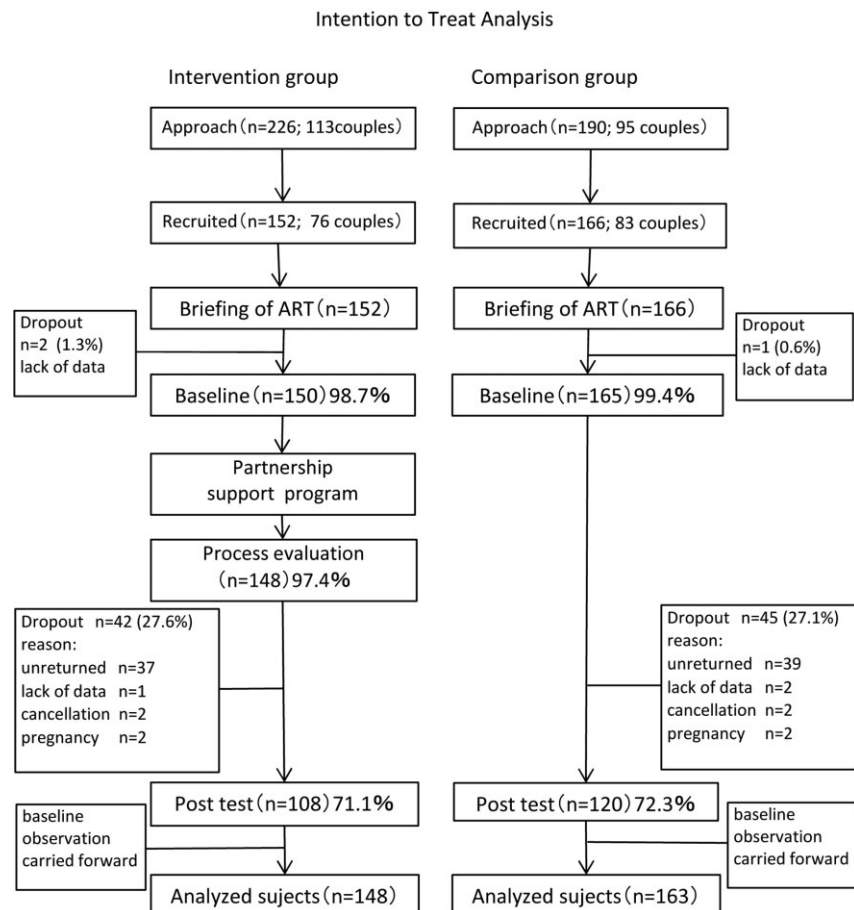 Intention to Treat Analysis
Intervention group
Approach（n=226; 113couples）
Recruited（n=152; 76 couples）
Briefing of ART（n=152）
Dropout
n=2 (1.3%)
lack of data
Baseline（n=150）98.7%
Partnership
support program
Process evaluation
（n=148）97.4%
Dropout n=42 (27.6%)
reason:
unreturned n=37
lack of data n=1
cancellation n=2
pregnancy n=2
Post test（n=108）71.1%
baseline
observation
carried forward
Analyzed sujects（n=148）
Comparison group
Approach（n=190; 95 couples）
Recruited（n=166; 83 couples）
Briefing of ART（n=166）
Dropout
n=1 (0.6%)
lack of data
Baseline（n=165）99.4%
Dropout n=45 (27.1%)
reason:
unreturned n=39
lack of data n=2
cancellation n=2
pregnancy n=2
Post test（n=120）72.3%
baseline
observation
carried forward
Analyzed sujects（n=163）